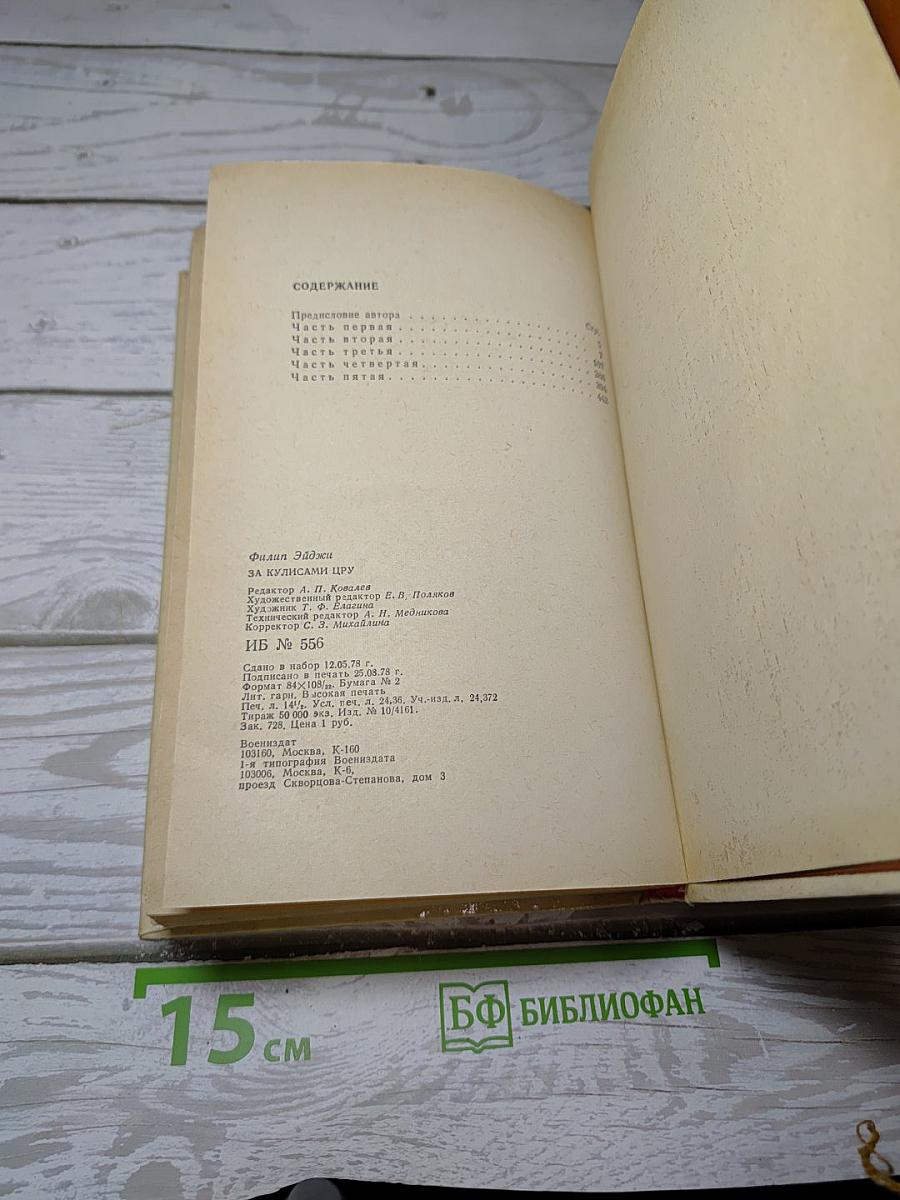 СОДЕРЖАНИЕ
Стр.
Предисловие автора . . . . . . . . . . . . . . . . 5
Часть первая . . . . . . . . . . . . . . . . 7
Часть вторая . . . . . . . . . . . . . . . .
Часть третья . . . . . . . . . . . . . . . .
Часть четвертая . . . . . . . . . . . . . . . .
Часть пятая . . . . . . . . . . . . . . . .
Филип Эйджи
ЗА КУЛИСАМИ ЦРУ
Редактор А. П. Ковалев
Художественный редактор Е. В. Поляков
Художник Т. Ф. Елагина
Технический редактор А. Н. Медникова
Корректор С. З. Михайлина
ИБ № 556
Сдано в набор 12.05.78 г.
Подписано в печать 25.08.78 г.
Формат 84×108/₃₂. Бумага № 2
Лит. гарн. Высокая печать
Печ. л. 14½. Усл. печ. л. 24,36. Уч.-изд. л. 24,372
Тираж 50 000 экз. Изд. № 10/4161.
Зак. 728. Цена 1 руб.
Воениздат
103160, Москва, К-160
1-я типография Воениздата
103006, Москва, К-6,
проезд Скворцова-Степанова, дом 3
15 см
БФ БИБЛИОФАН